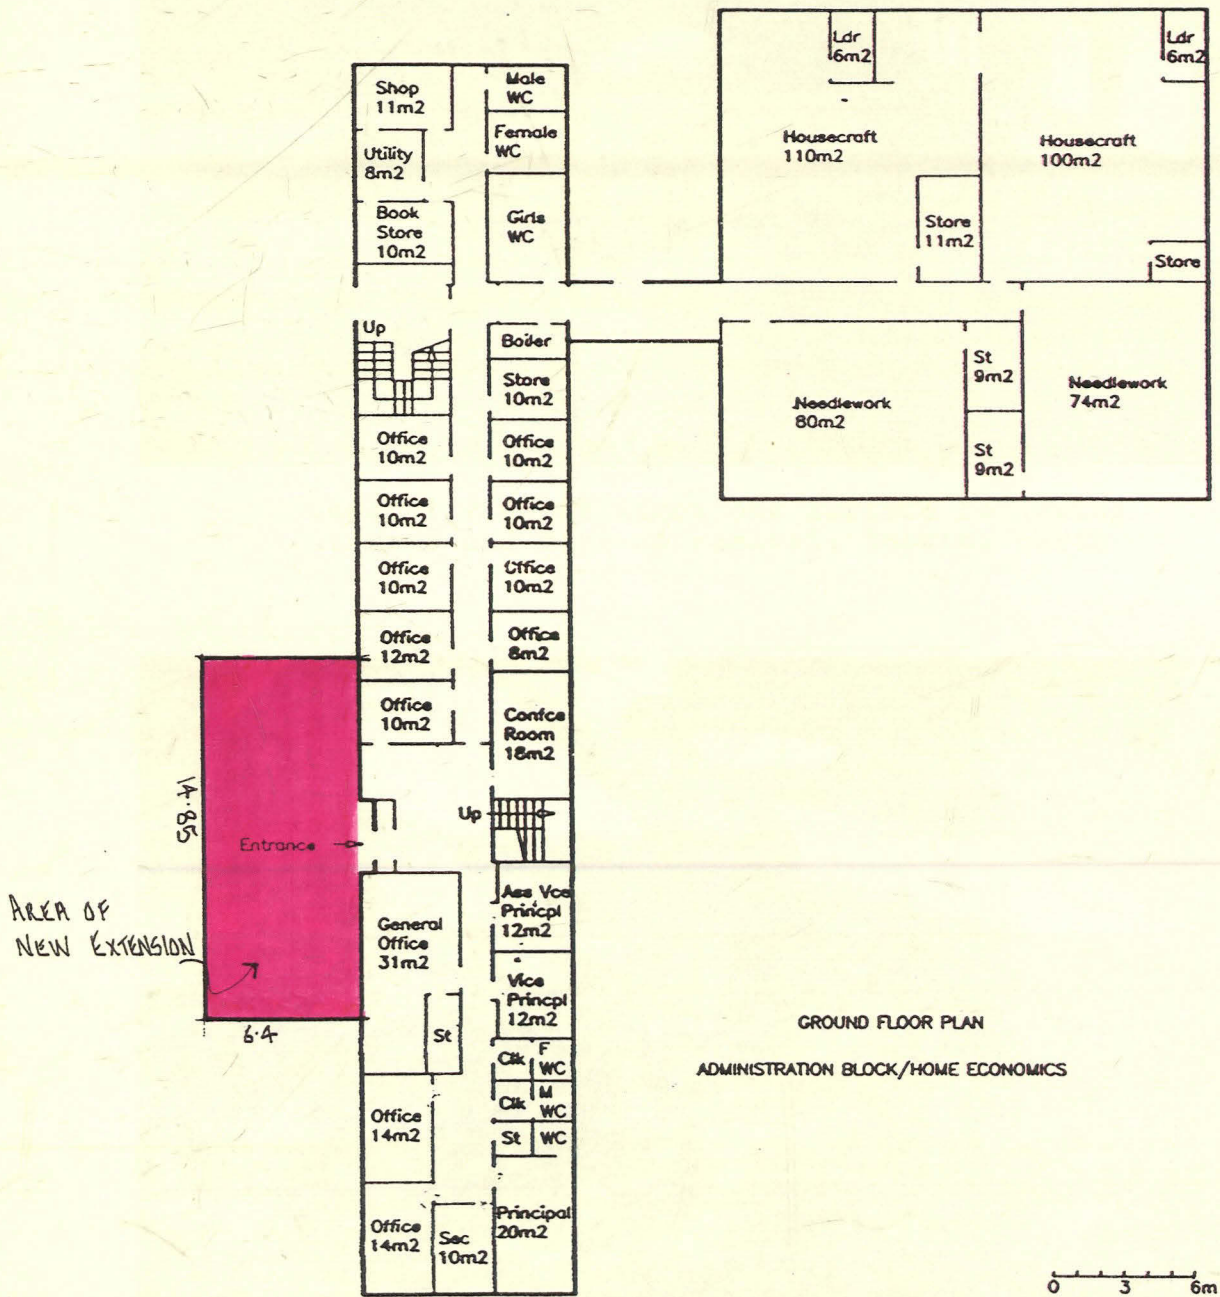 Shop
11m2
Male
WC
Utility
8m2
Female
WC
Book
Store
10m2
Girls
WC
Ldr
6m2
Ldr
6m2
Housecraft
110m2
Housecraft
100m2
Store
11m2
Store
Up
Boiler
Store
10m2
St
9m2
Needlework
80m2
Needlework
74m2
St
9m2
Office
10m2
Office
10m2
Office
10m2
Office
10m2
Office
10m2
Office
10m2
Office
12m2
Office
8m2
Office
10m2
Confce
Room
18m2
Up
14.85
Entrance
AREA OF
NEW EXTENSION
6.4
General
Office
31m2
St
Ass Vce
Princpl
12m2
Vice
Princpl
12m2
Clk
F
WC
Clk
M
WC
St
WC
Office
14m2
Office
14m2
Sec
10m2
Principal
20m2
GROUND FLOOR PLAN
ADMINISTRATION BLOCK/HOME ECONOMICS
0 3 6m